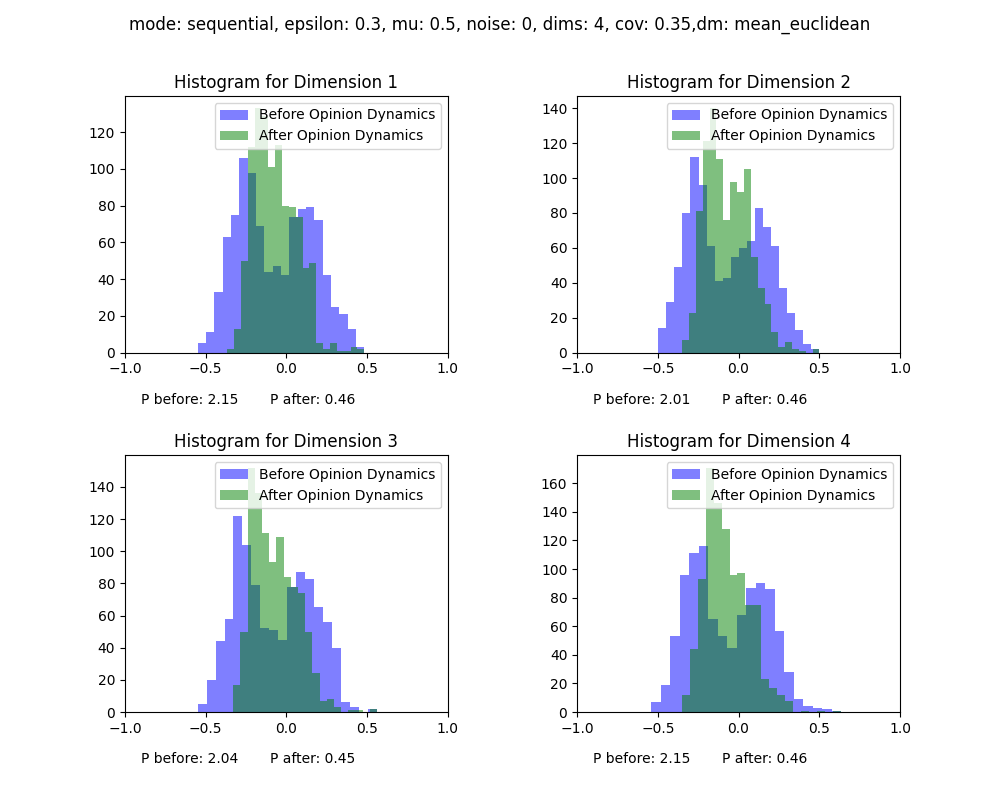 mode: sequential, epsilon: 0.3, mu: 0.5, noise: 0, dims: 4, cov: 0.35,dm: mean_euclidean
Histogram for Dimension 1
Before Opinion Dynamics
After Opinion Dynamics
120
100
80
60
40
20
0
−1.0 −0.5 0.0 0.5 1.0
P before: 2.15 P after: 0.46
Histogram for Dimension 2
Before Opinion Dynamics
After Opinion Dynamics
140
120
100
80
60
40
20
0
−1.0 −0.5 0.0 0.5 1.0
P before: 2.01 P after: 0.46
Histogram for Dimension 3
Before Opinion Dynamics
After Opinion Dynamics
140
120
100
80
60
40
20
0
−1.0 −0.5 0.0 0.5 1.0
P before: 2.04 P after: 0.45
Histogram for Dimension 4
Before Opinion Dynamics
After Opinion Dynamics
160
140
120
100
80
60
40
20
0
−1.0 −0.5 0.0 0.5 1.0
P before: 2.15 P after: 0.46